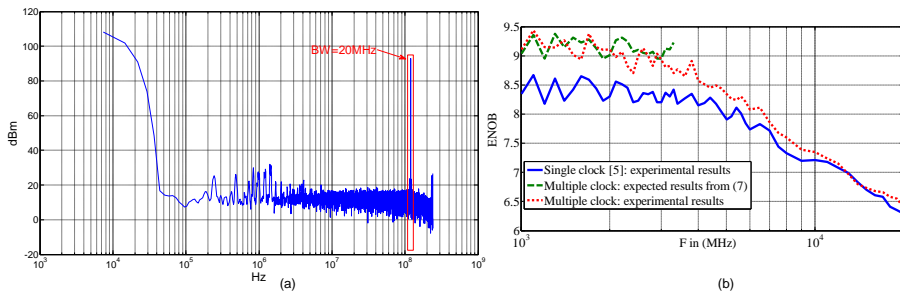 120
100
80
60
40
20
0
-20
dBm
BW=20MHz
10^3
10^4
10^5
10^6
10^7
10^8
10^9
Hz
(a)
9.5
9
8.5
8
7.5
7
6.5
6
ENOB
Single clock [5]: experimental results
Multiple clock: expected results from (7)
Multiple clock: experimental results
10^3
F in (MHz)
10^4
(b)